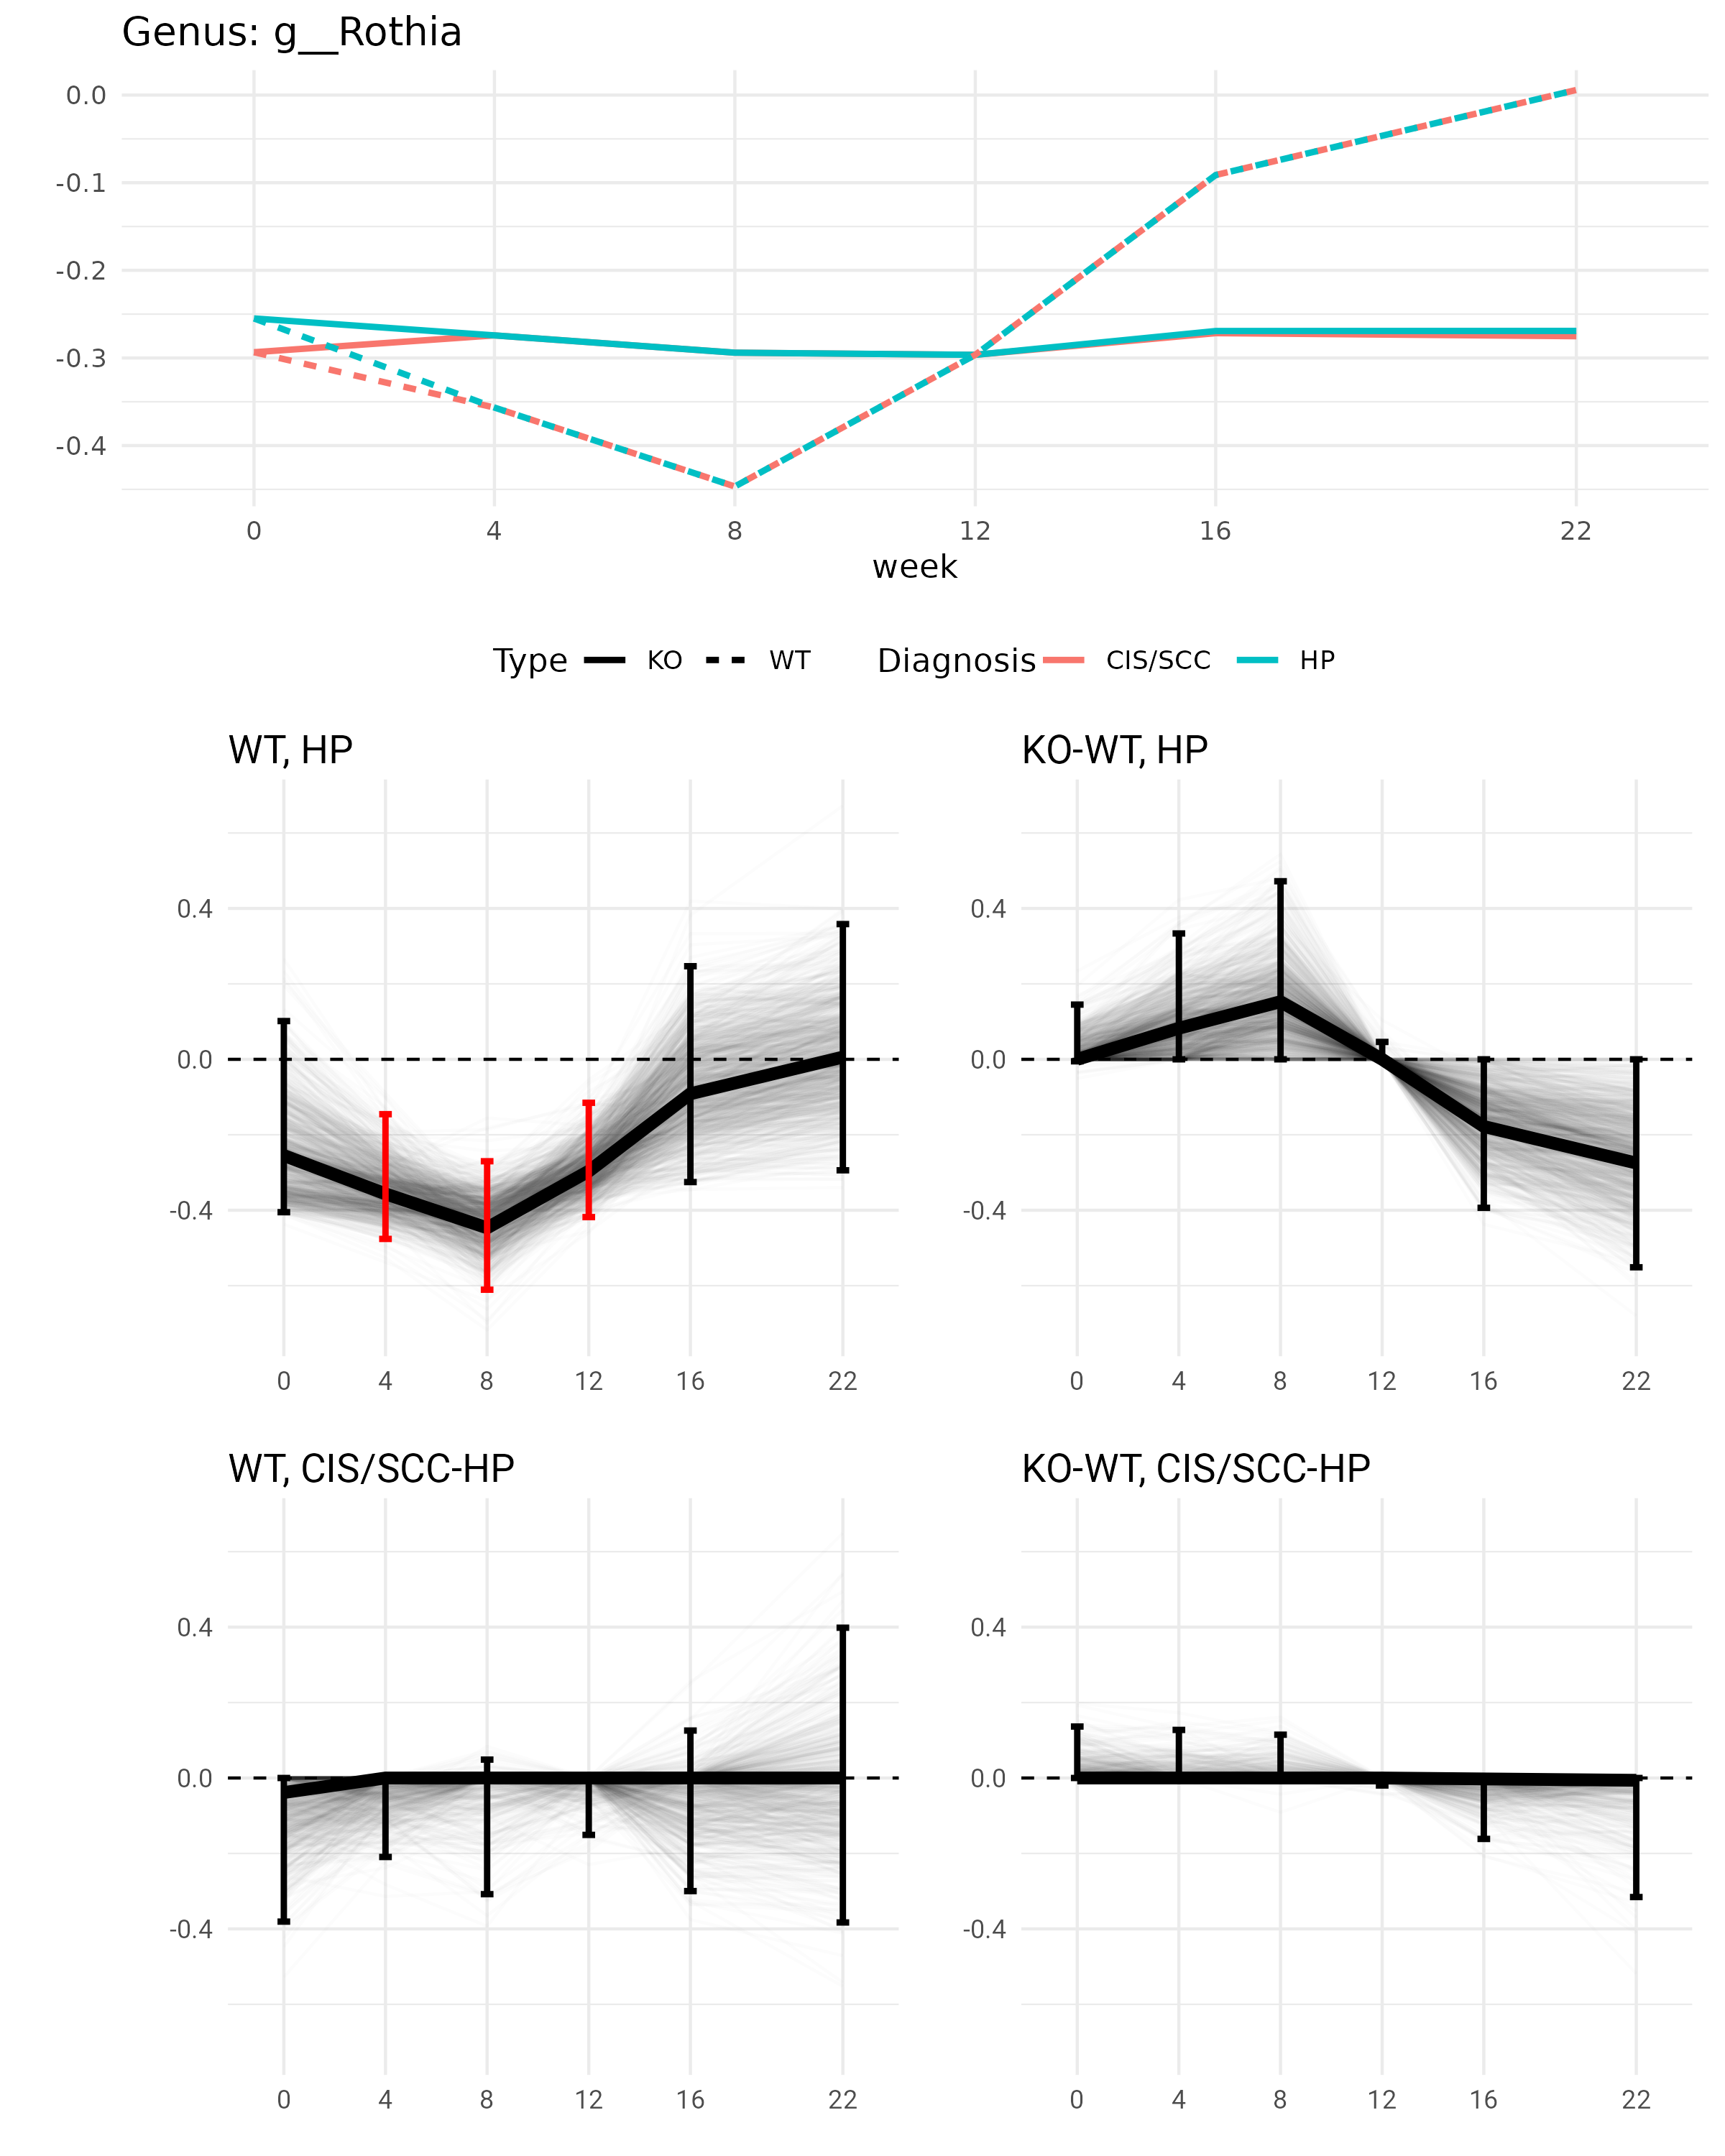 Genus: g__Rothia
0.0
-0.1
-0.2
-0.3
-0.4
0 4 8 12 16 22
week
Type KO WT Diagnosis CIS/SCC HP
WT, HP
0.4
0.0
-0.4
0 4 8 12 16 22
KO-WT, HP
0.4
0.0
-0.4
0 4 8 12 16 22
WT, CIS/SCC-HP
0.4
0.0
-0.4
0 4 8 12 16 22
KO-WT, CIS/SCC-HP
0.4
0.0
-0.4
0 4 8 12 16 22